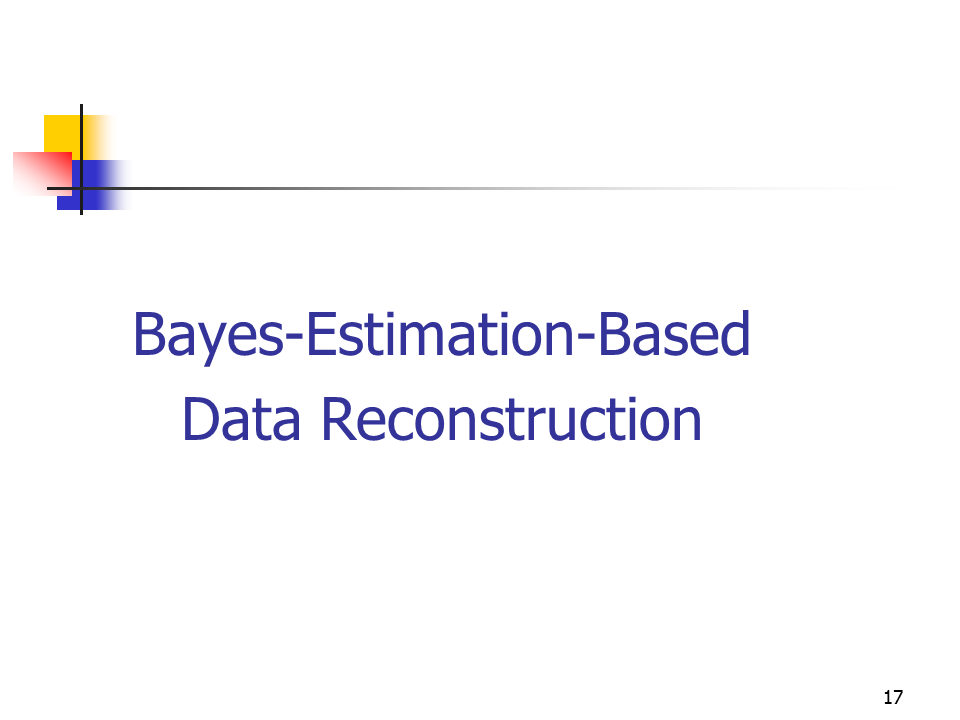 Bayes-Estimation-Based
Data Reconstruction
17